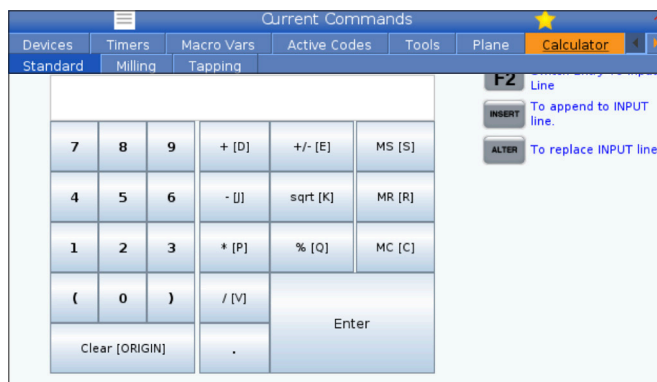 Current Commands
Devices Timers Macro Vars Active Codes Tools Plane Calculator
Standard Milling Tapping
F2 Line
INSERT To append to INPUT line.
ALTER To replace INPUT line
7 8 9 + [D] +/- [E] MS [S]
4 5 6 - [J] sqrt [K] MR [R]
1 2 3 * [P] % [Q] MC [C]
( 0 ) / [V] Enter
Clear [ORIGIN] .